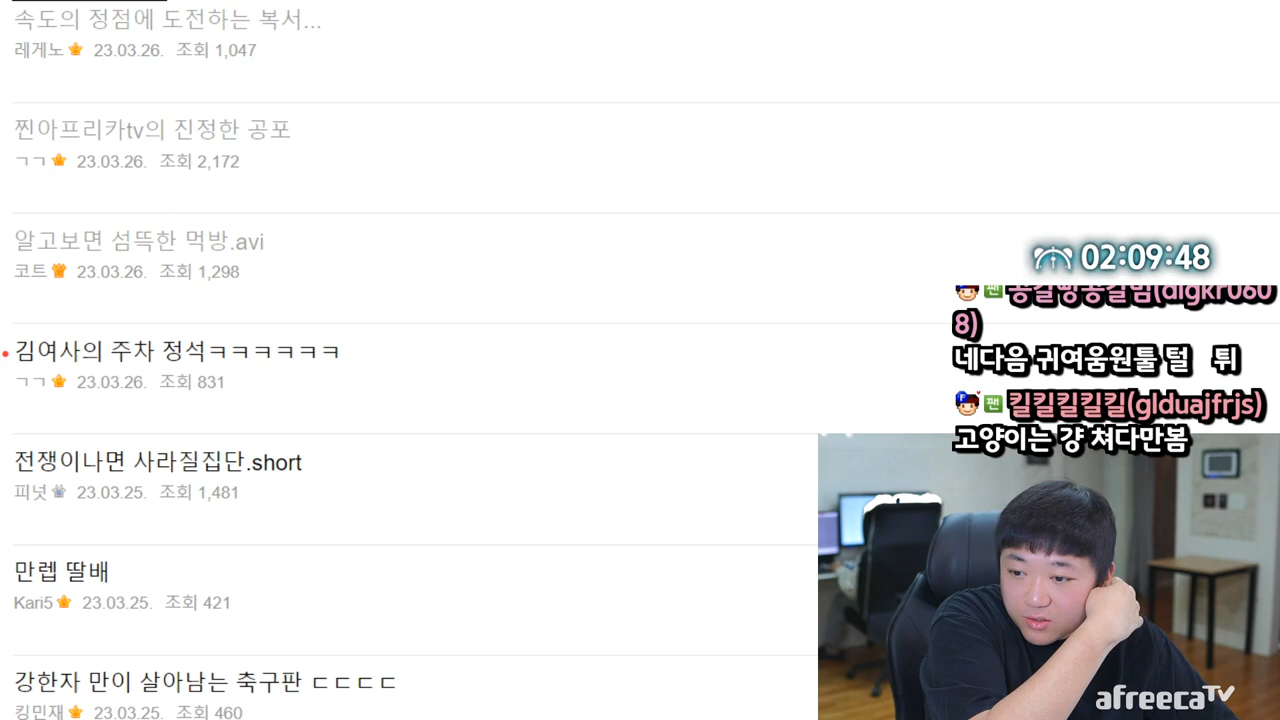 속도의 정점에 도전하는 복서...
레게노 23.03.26. 조회 1,047
찐아프리카tv의 진정한 공포
ㄱㄱ 23.03.26. 조회 2,172
알고보면 섬뜩한 먹방.avi
코트 23.03.26. 조회 1,298
김여사의 주차 정석ㅋㅋㅋㅋㅋㅋ
ㄱㄱ 23.03.26. 조회 831
전쟁이나면 사라질집단.short
피넛 23.03.25. 조회 1,481
만렙 딸배
Kari5 23.03.25. 조회 421
강한자 만이 살아남는 축구판 ㄷㄷㄷㄷ
킹민재 23.03.25. 조회 460
02:09:48
8)
네다음 귀여움원툴 털 튀
팬 킬킬킬킬킬(glduajfrjs)
고양이는 걍 쳐다만봄
afreecaTV